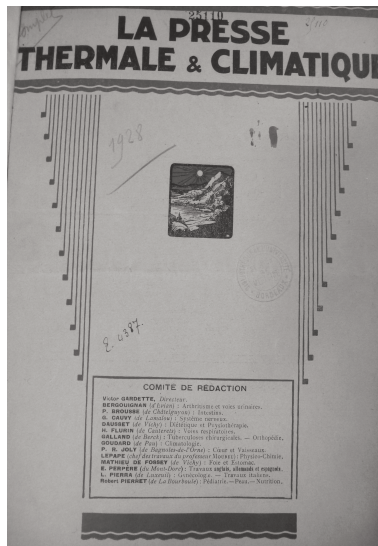 25110
LA PRESSE
THERMALE & CLIMATIQUE
1928
E. 4387
COMITÉ DE RÉDACTION
Victor GARDETTE, Directeur.
BERGOUIGNAN (d'Evian) : Arthritisme et voies urinaires.
P. BROUSSE (de Châtelguyon) : Intestins.
G. CAUVY (de Lamalou) : Système nerveux.
DAUSSET (de Vichy) : Diététique et Physiothérapie.
H. FLURIN (de Cauterets) : Voies respiratoires.
GALLAND (de Berck) : Tuberculoses chirurgicales. — Orthopédie.
GOUDARD (de Pau) : Climatologie.
P. R. JOLY (de Bagnoles-de-l'Orne) : Cœur et Vaisseaux.
LEPAPE (chef des travaux du professeur Moureu) : Physico-Chimie.
MATHIEU DE FOSSEY (de Vichy) : Foie et Estomac.
E. PERPÈRE (du Mont-Dore) : Travaux anglais, allemands et espagnols.
L. PIERRA (de Luxeuil) : Gynécologie. — Travaux italiens.
Robert PIERRET (de La Bourboule) : Pédiatrie. — Peau. — Nutrition.